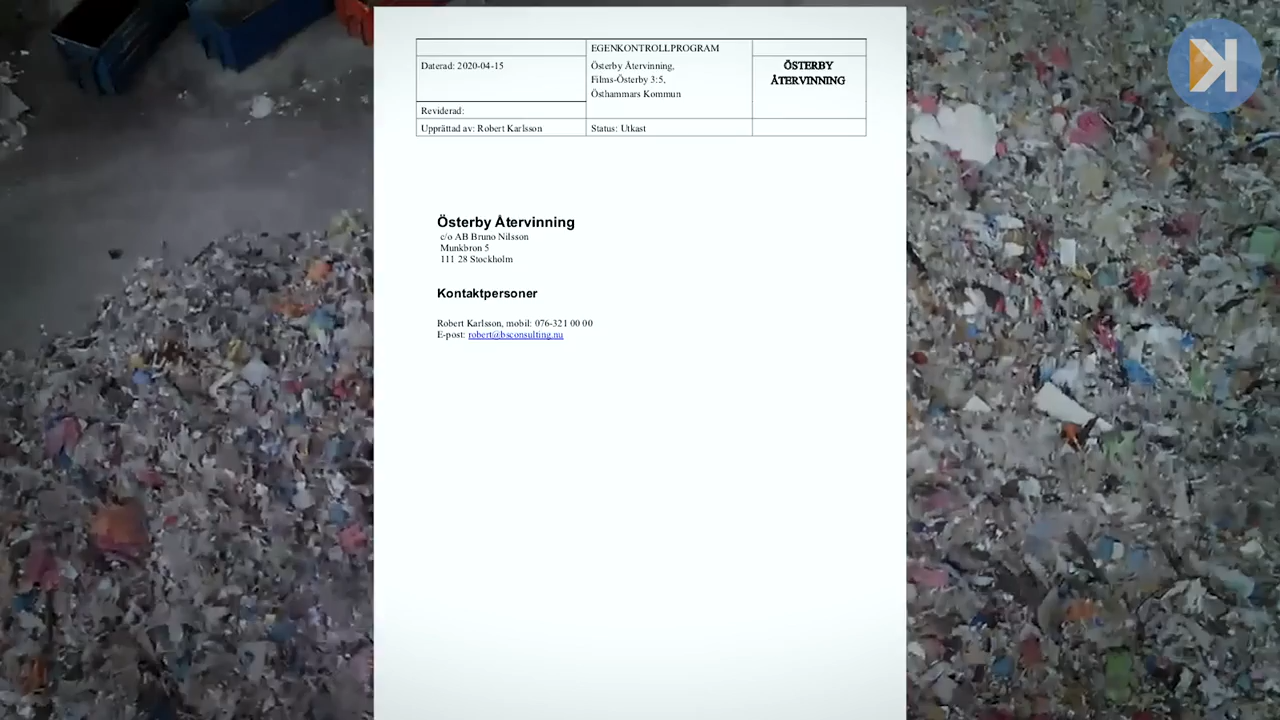 EGENKONTROLLPROGRAM
Daterad: 2020-04-15
Österby Återvinning,
Films-Österby 3:5,
Östhammars Kommun
ÖSTERBY
ÅTERVINNING
Reviderad:
Upprättad av: Robert Karlsson
Status: Utkast
Österby Återvinning
c/o AB Bruno Nilsson
Munkbron 5
111 28 Stockholm
Kontaktpersoner
Robert Karlsson, mobil: 076-321 00 00
E-post: robert@bsconsulting.nu
K